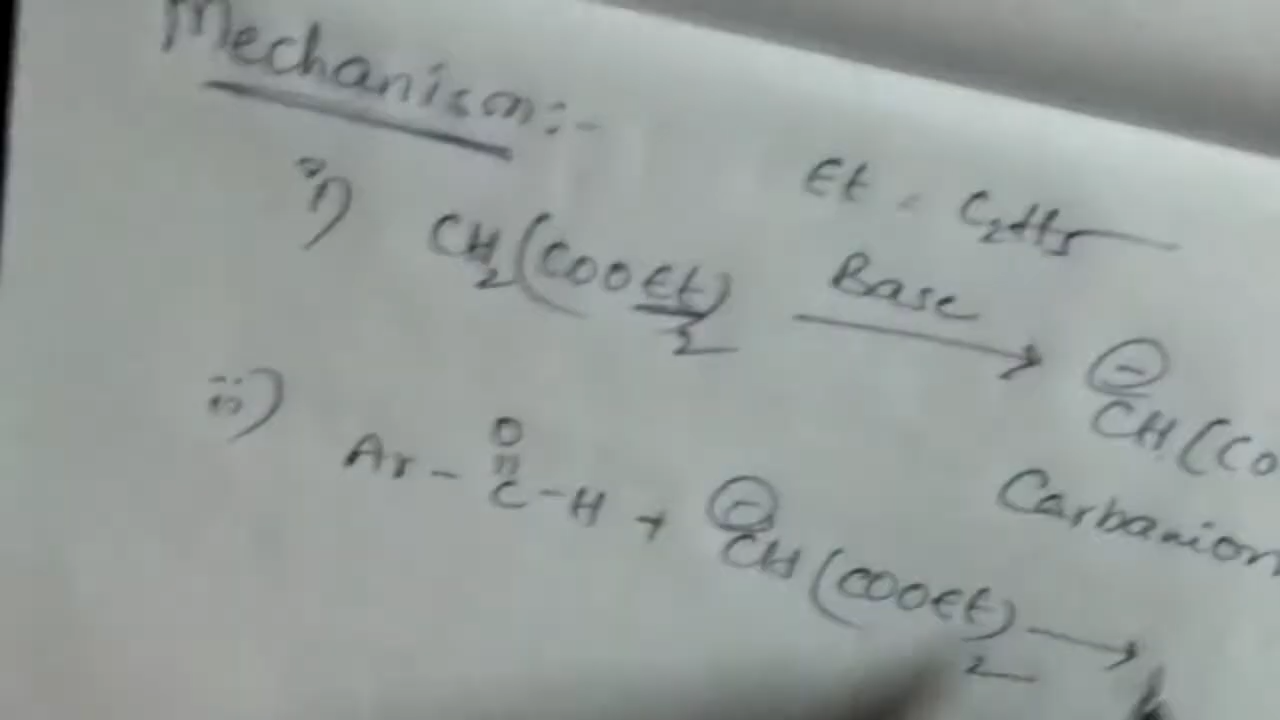 Mechanism:-
Et = C2H5
i) CH2(COOEt)2 Base → ⊖CH(CO
Carbanion
ii) Ar-C(=O)-H + ⊖CH(COOEt)2 →